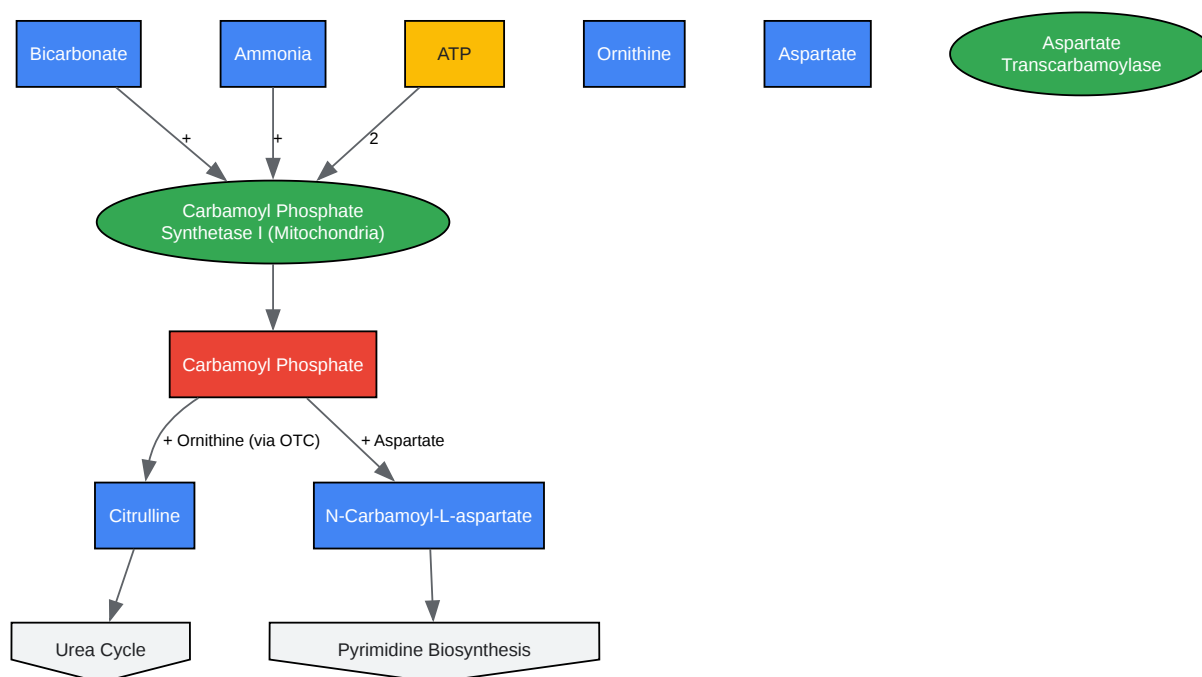 Bicarbonate
Ammonia
ATP
Ornithine
Aspartate
Aspartate
Transcarbamoylase
+
+
2
Carbamoyl Phosphate
Synthetase I (Mitochondria)
Carbamoyl Phosphate
+ Ornithine (via OTC)
+ Aspartate
Citrulline
N-Carbamoyl-L-aspartate
Urea Cycle
Pyrimidine Biosynthesis